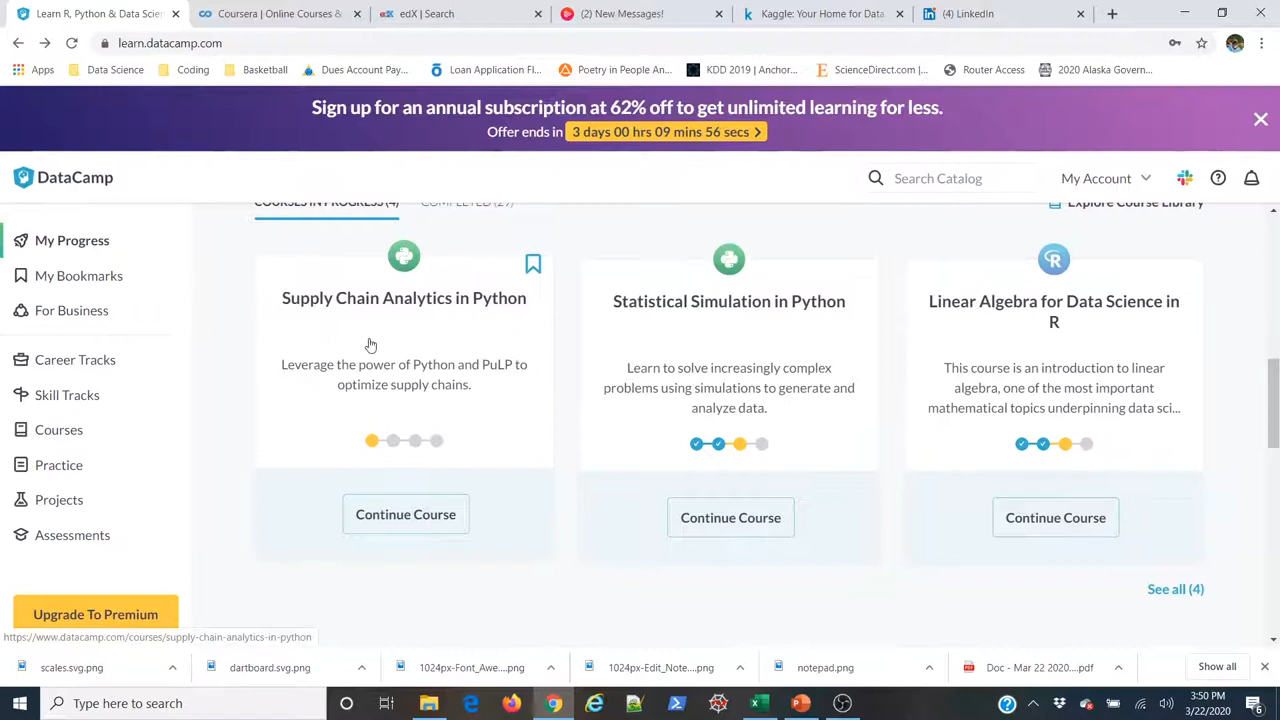 Learn R, Python & Data Scien
Coursera | Online Courses &
edX | Search
(2) New Messages!
Kaggle: Your Home for Data
(4) LinkedIn
learn.datacamp.com
Apps
Data Science
Coding
Basketball
Dues Account Pay...
Loan Application Fl...
Poetry in People An...
KDD 2019 | Anchor...
ScienceDirect.com |...
Router Access
2020 Alaska Govern...
Sign up for an annual subscription at 62% off to get unlimited learning for less.
Offer ends in 3 days 00 hrs 09 mins 56 secs >
DataCamp
Search Catalog
My Account
COURSES IN PROGRESS (4)
COMPLETED (29)
Explore Course Library
My Progress
My Bookmarks
For Business
Career Tracks
Skill Tracks
Courses
Practice
Projects
Assessments
Upgrade To Premium
Supply Chain Analytics in Python
Leverage the power of Python and PuLP to
optimize supply chains.
Continue Course
Statistical Simulation in Python
Learn to solve increasingly complex
problems using simulations to generate and
analyze data.
Continue Course
R
Linear Algebra for Data Science in
R
This course is an introduction to linear
algebra, one of the most important
mathematical topics underpinning data sci...
Continue Course
See all (4)
https://www.datacamp.com/courses/supply-chain-analytics-in-python
scales.svg.png
dartboard.svg.png
1024px-Font_Awe....png
1024px-Edit_Note....png
notepad.png
Doc - Mar 22 2020....pdf
Show all
Type here to search
3:50 PM
3/22/2020
6